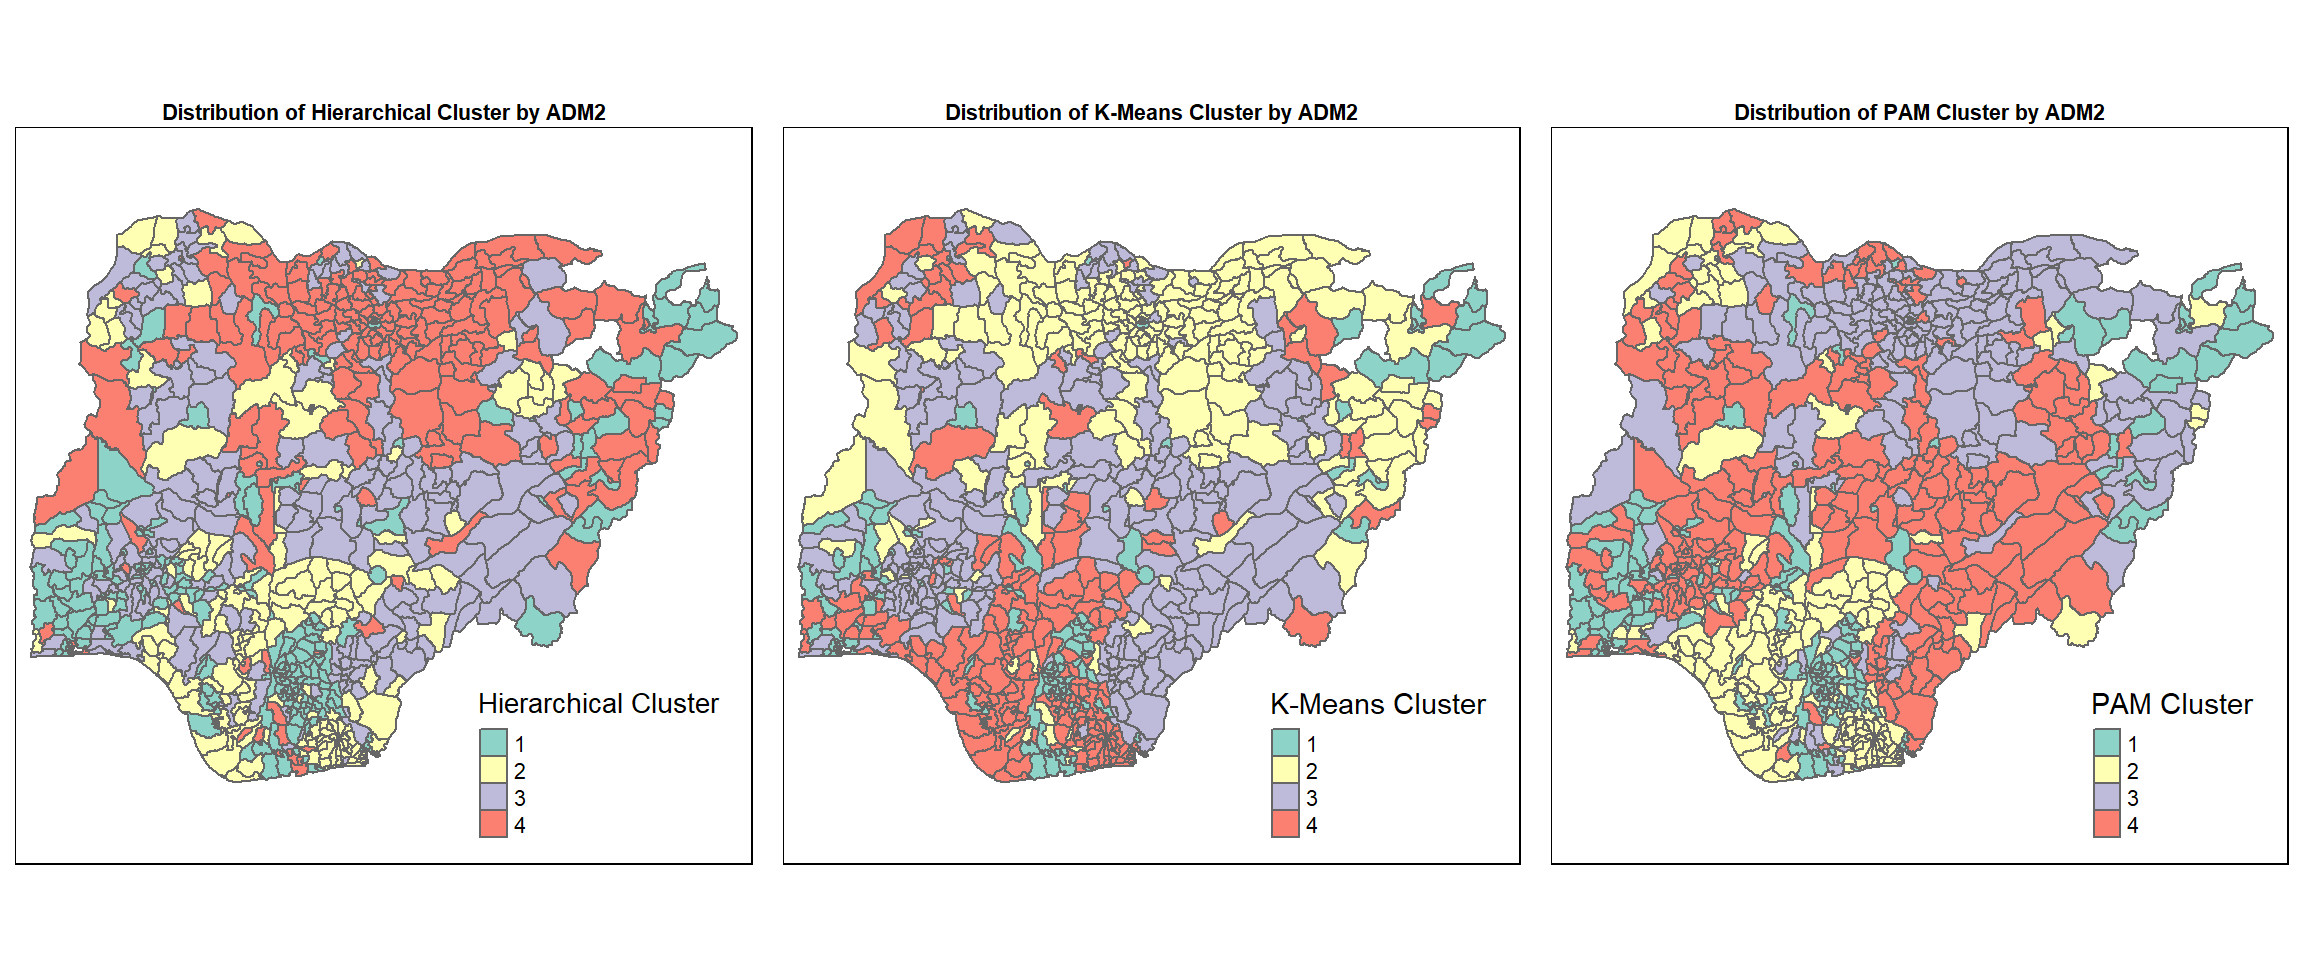 Distribution of Hierarchical Cluster by ADM2
Hierarchical Cluster
1
2
3
4
Distribution of K-Means Cluster by ADM2
K-Means Cluster
1
2
3
4
Distribution of PAM Cluster by ADM2
PAM Cluster
1
2
3
4